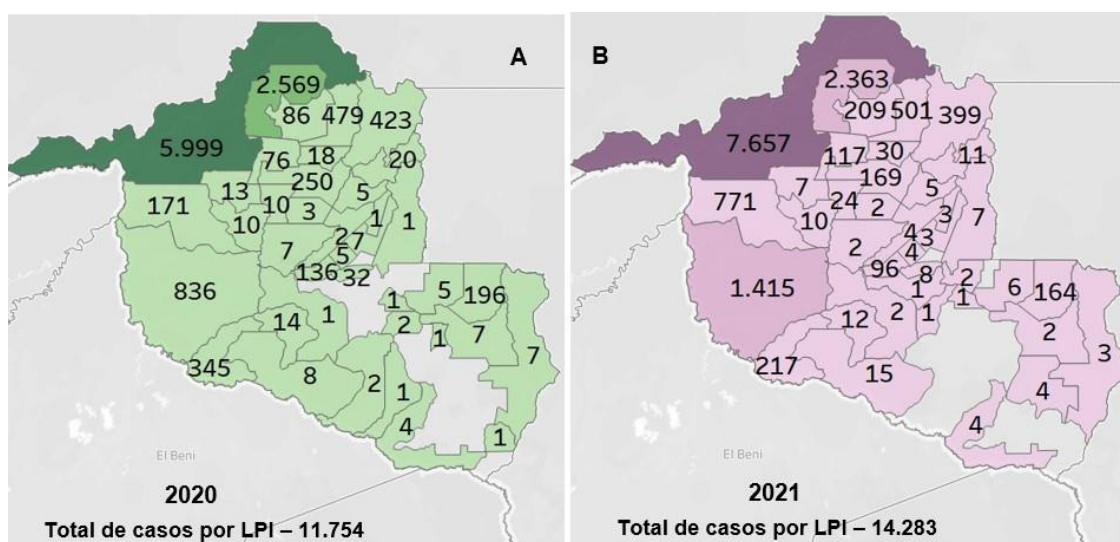 A
2.569
86 479 423
5.999
76 18 20
13 250 5
171 10 10 3 1 1
7 27
5
136 32
836
1 5 196
14 1 2 1 7 7
345 8 2 1
4 1
El Beni
2020
Total de casos por LPI – 11.754
B
2.363
209 501 399
7.657
117 30 11
7 169 5
771 24 2 3 7
10 4 3
2 4
96 8 2
1.415 1 1 6 164
12 2 1 2 3
217 15 4
4
El Beni
2021
Total de casos por LPI – 14.283